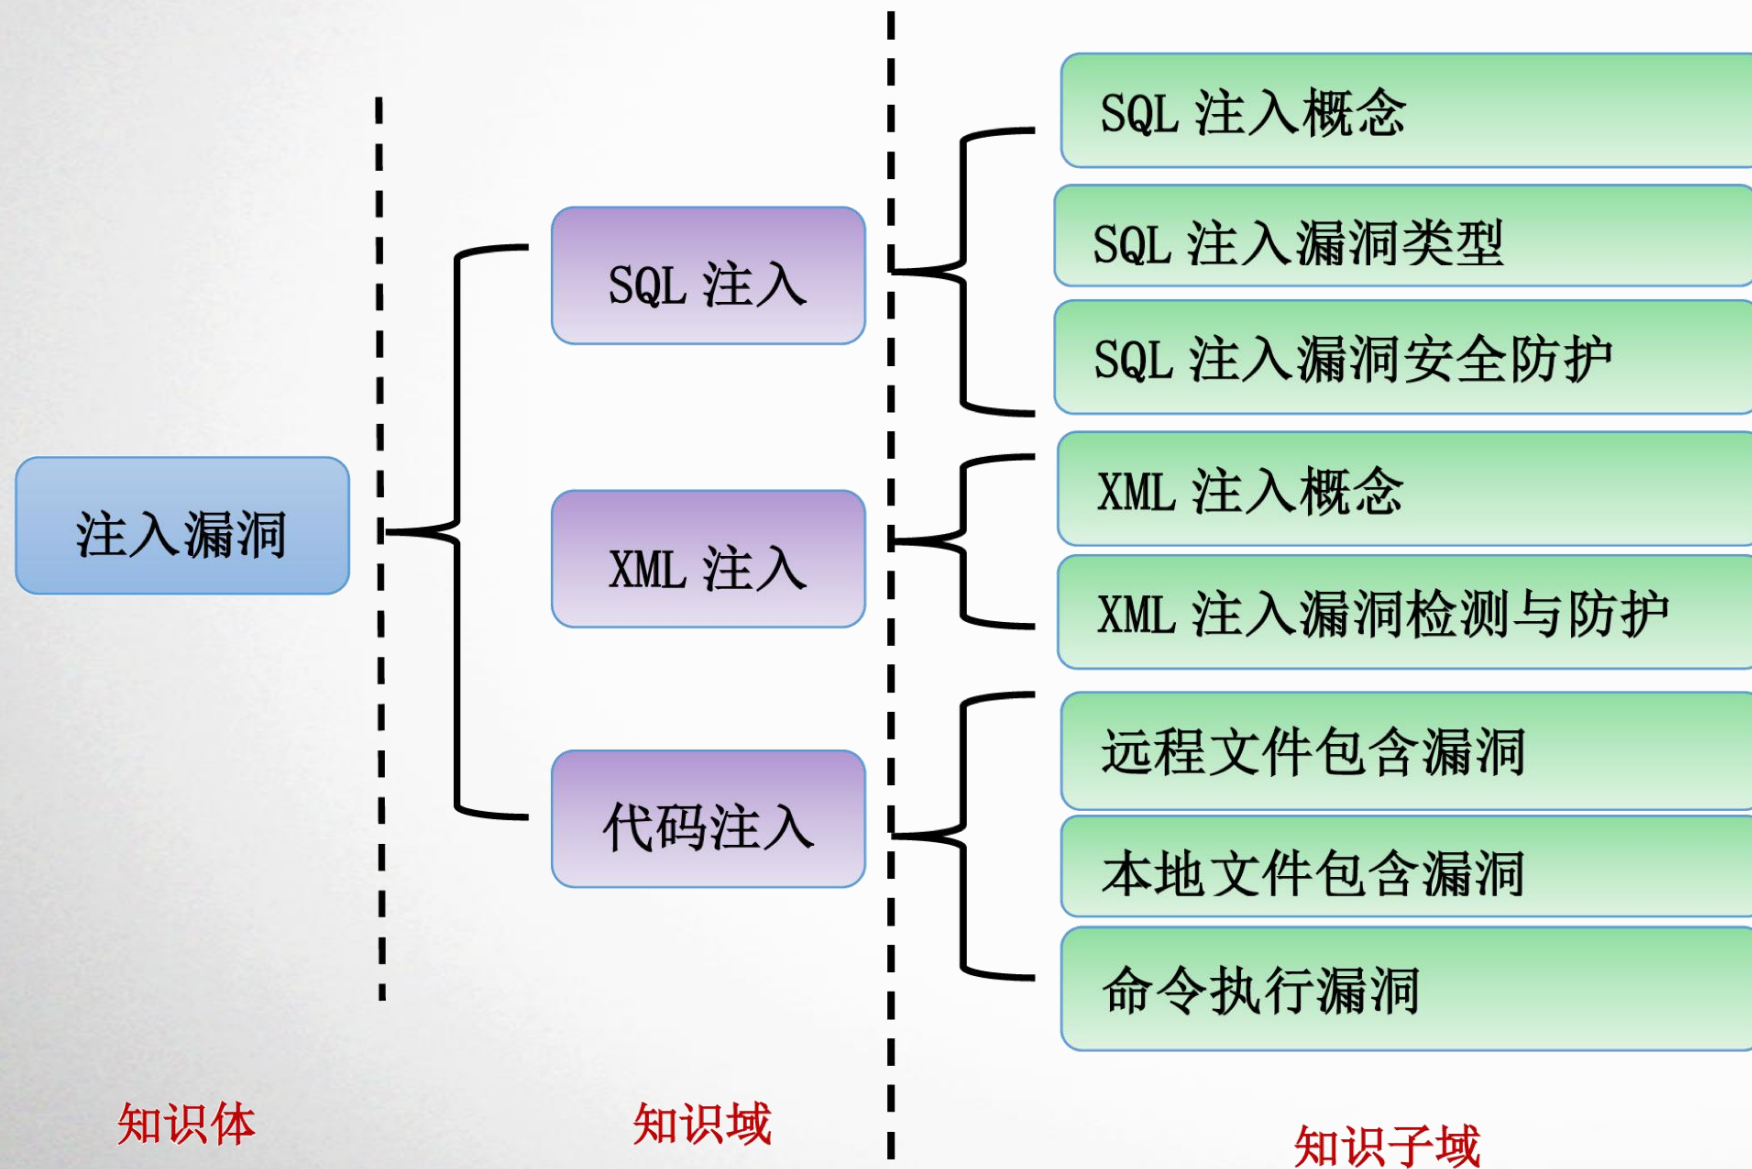 SQL 注入概念
SQL 注入漏洞类型
SQL 注入
SQL 注入漏洞安全防护
XML 注入概念
注入漏洞
XML 注入
XML 注入漏洞检测与防护
远程文件包含漏洞
代码注入
本地文件包含漏洞
命令执行漏洞
知识体
知识域
知识子域